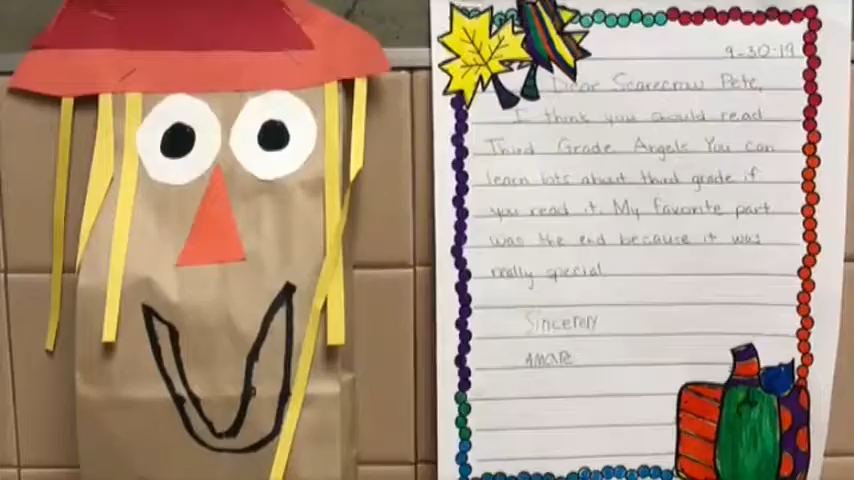 9-30-19
Dear Scarecrow Pete,
I think you should read
Third Grade Angels You can
learn lots about third grade if
you read it. My favorite part
was the end because it was
really special
Sincerely
AMARE